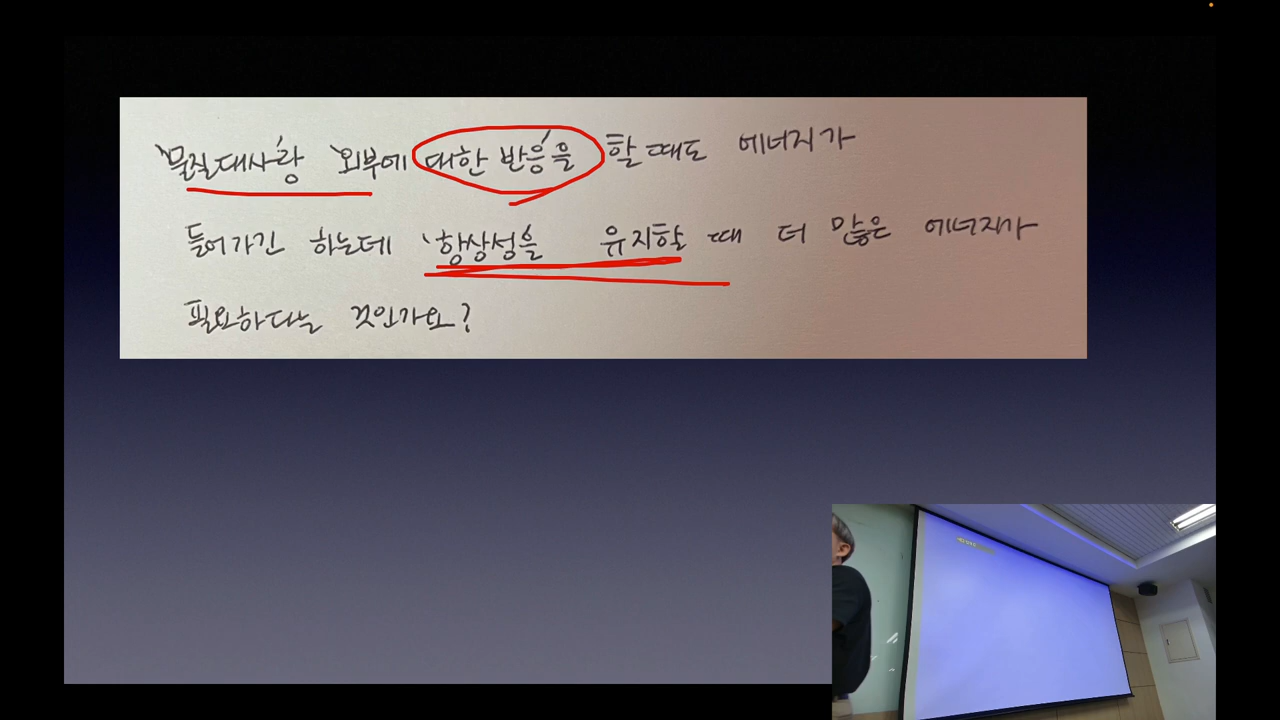 '물질대사'랑 '외부에 대한 반응'을 할 때도 에너지가
들어가긴 하는데 '항상성을 유지할 때 더 많은 에너지가
필요하다는 것인가요?